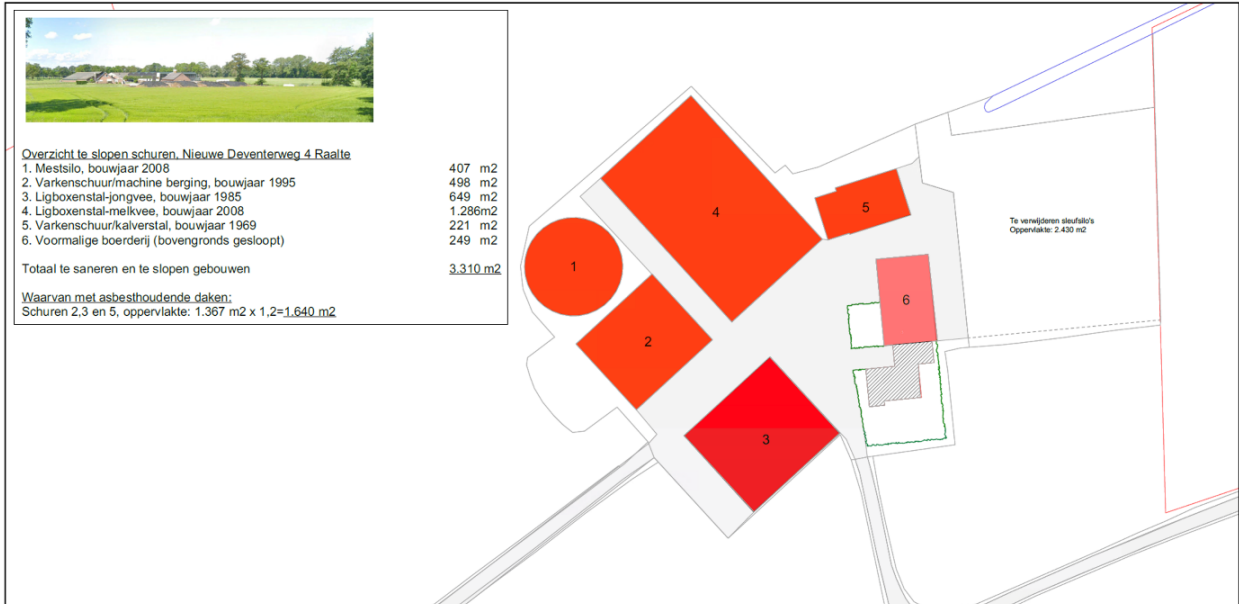 Overzicht te slopen schuren, Nieuwe Deventerweg 4 Raalte
1. Mestsilo, bouwjaar 2008 407 m2
2. Varkenschuur/machine berging, bouwjaar 1995 498 m2
3. Ligboxenstal-jongvee, bouwjaar 1985 649 m2
4. Ligboxenstal-melkvee, bouwjaar 2008 1.286m2
5. Varkenschuur/kalverstal, bouwjaar 1969 221 m2
6. Voormalige boerderij (bovengronds gesloopt) 249 m2
Totaal te saneren en te slopen gebouwen 3.310 m2
Waarvan met asbesthoudende daken:
Schuren 2,3 en 5, oppervlakte: 1.367 m2 x 1,2=1.640 m2
4
5
Te verwijderen sleufsilo's
Oppervlakte: 2.430 m2
1
6
2
3